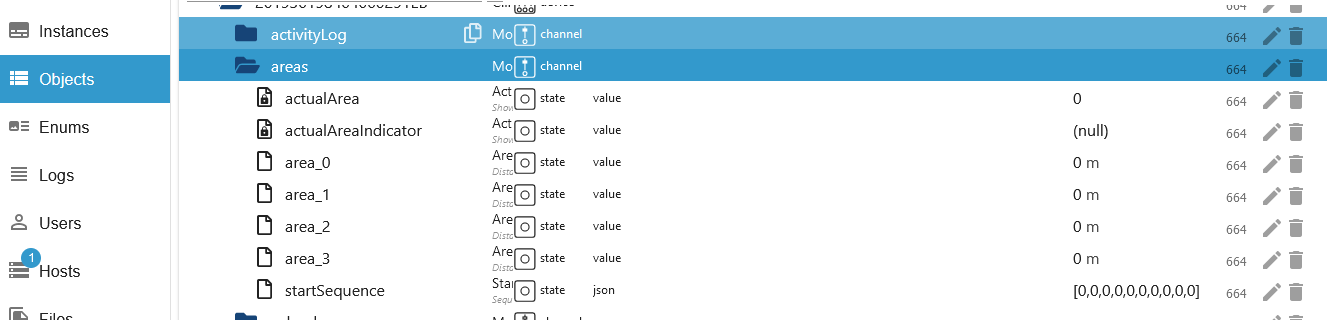 Instances
Objects
Enums
Logs
Users
1
Hosts
activityLog Mo channel 664
areas Mo channel 664
actualArea Act state value 0 664
Show
actualAreaIndicator Act state value (null) 664
Show
area_0 Are state value 0 m 664
Dista
area_1 Are state value 0 m 664
Dista
area_2 Are state value 0 m 664
Dista
area_3 Are state value 0 m 664
Dista
startSequence Star state json [0,0,0,0,0,0,0,0,0,0] 664
Sequ